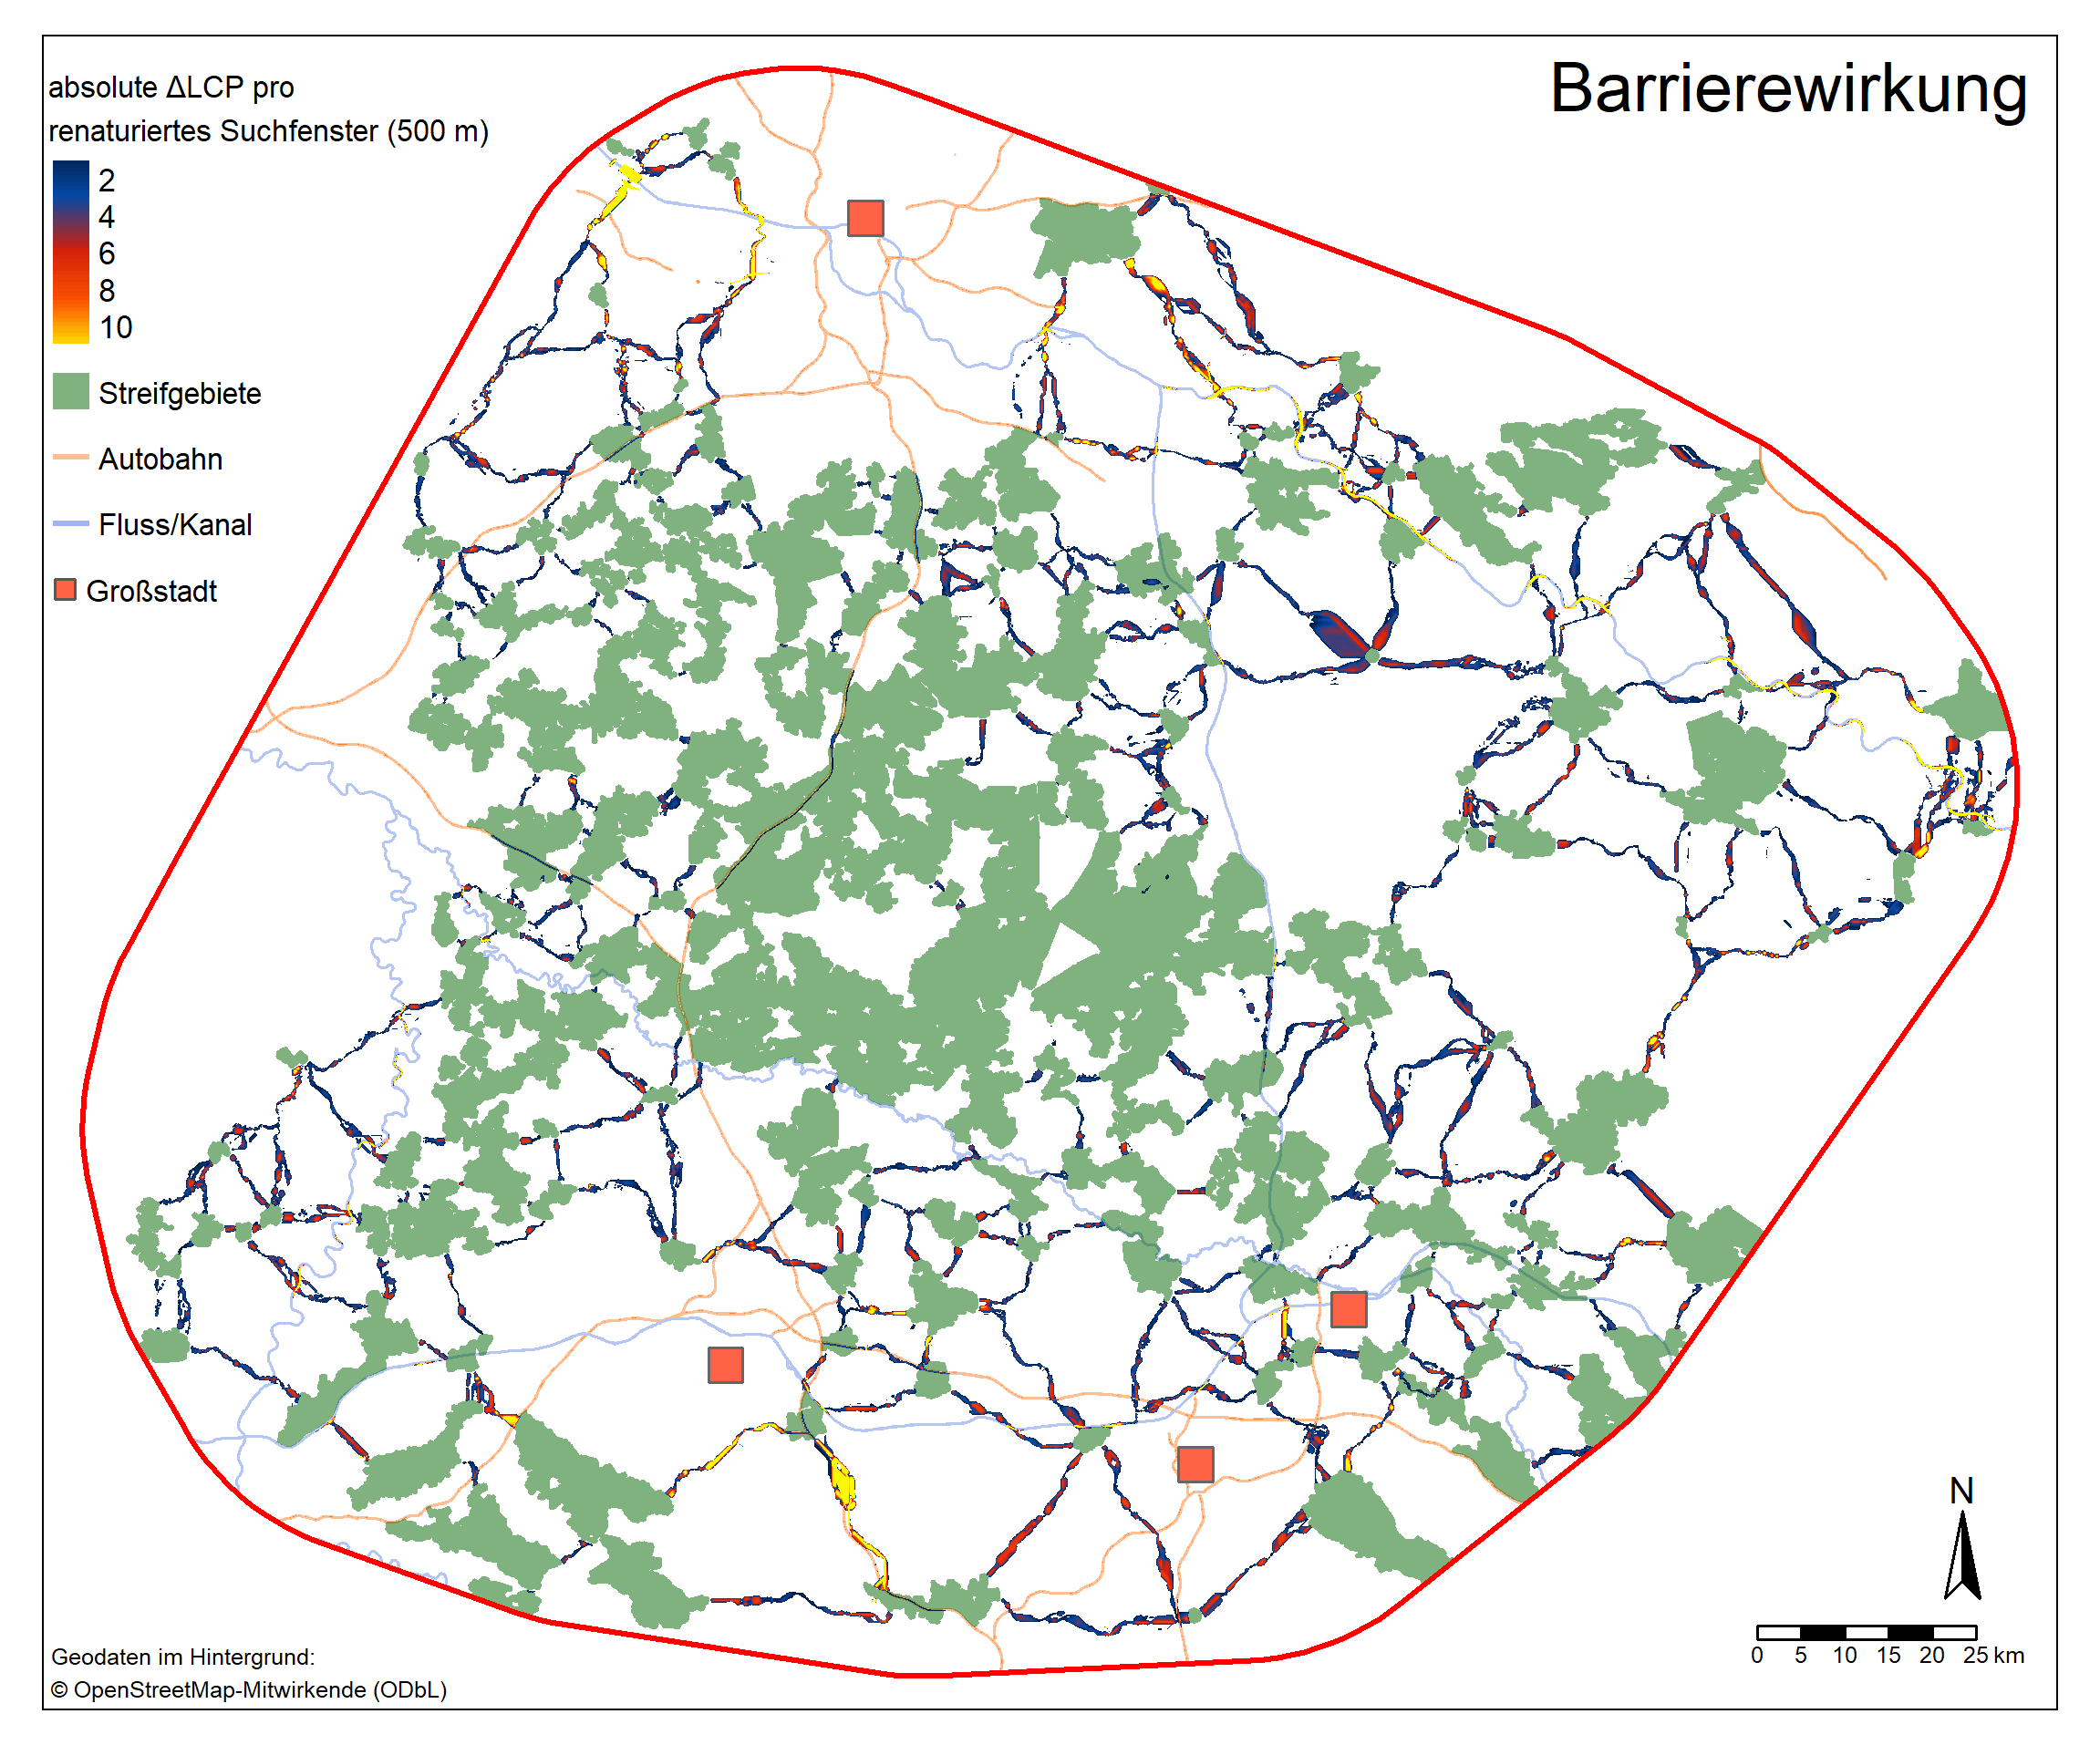 Barrierewirkung
absolute ΔLCP pro
renaturiertes Suchfenster (500 m)
2
4
6
8
10
Streifgebiete
Autobahn
Fluss/Kanal
Großstadt
N
0 5 10 15 20 25 km
Geodaten im Hintergrund:
© OpenStreetMap-Mitwirkende (ODbL)